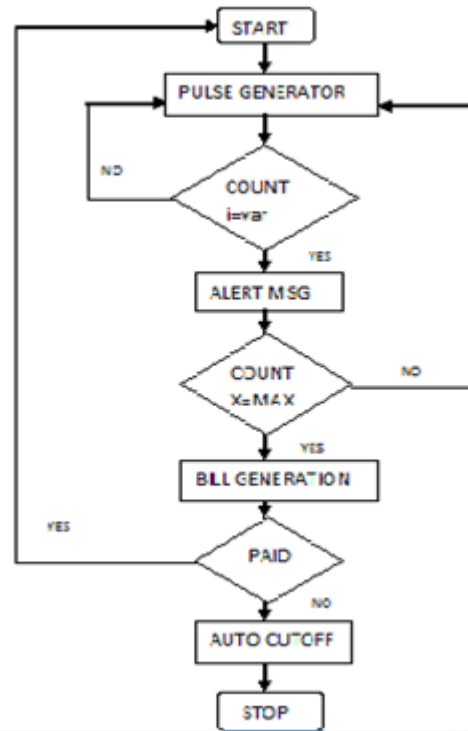 START
PULSE GENERATOR
NO
COUNT
i=var
YES
ALERT MSG
COUNT
X=MAX
NO
YES
BILL GENERATION
YES
PAID
NO
AUTO CUTOFF
STOP